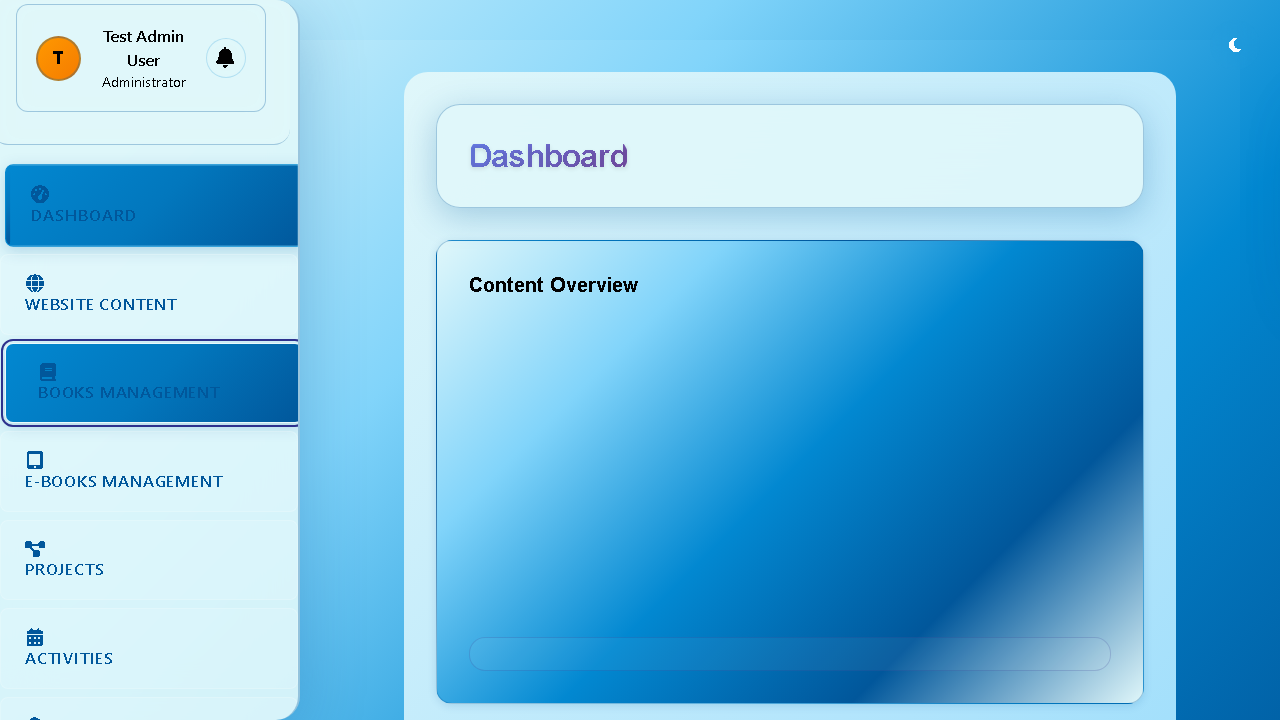 T
Test Admin
User
Administrator
DASHBOARD
WEBSITE CONTENT
BOOKS MANAGEMENT
E-BOOKS MANAGEMENT
PROJECTS
ACTIVITIES
Dashboard
Content Overview